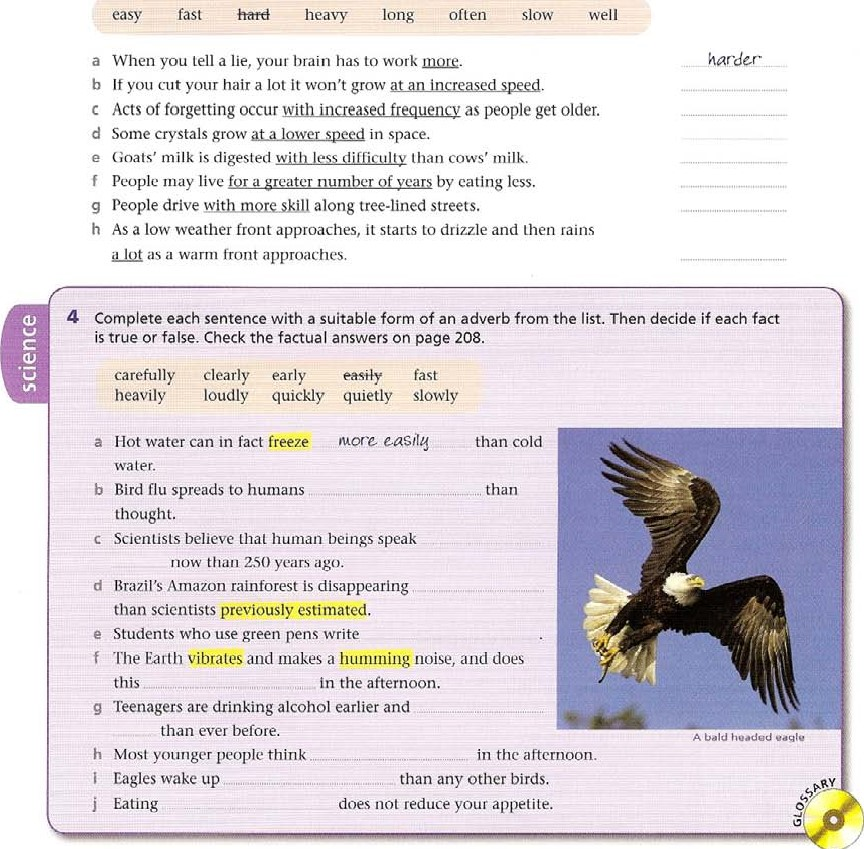 easy fast hard heavy long often slow well
a When you tell a lie, your brain has to work more. harder
b If you cut your hair a lot it won't grow at an increased speed.
c Acts of forgetting occur with increased frequency as people get older.
d Some crystals grow at a lower speed in space.
e Goats' milk is digested with less difficulty than cows' milk.
f People may live for a greater number of years by eating less.
g People drive with more skill along tree-lined streets.
h As a low weather front approaches, it starts to drizzle and then rains
a lot as a warm front approaches.
science
4 Complete each sentence with a suitable form of an adverb from the list. Then decide if each fact
is true or false. Check the factual answers on page 208.
carefully clearly early easily fast
heavily loudly quickly quietly slowly
a Hot water can in fact freeze more easily than cold
water.
b Bird flu spreads to humans than
thought.
c Scientists believe that human beings speak
now than 250 years ago.
d Brazil's Amazon rainforest is disappearing
than scientists previously estimated.
e Students who use green pens write .
f The Earth vibrates and makes a humming noise, and does
this in the afternoon.
g Teenagers are drinking alcohol earlier and
than ever before.
h Most younger people think in the afternoon.
i Eagles wake up than any other birds.
j Eating does not reduce your appetite.
A bald headed eagle
GLOSSARY